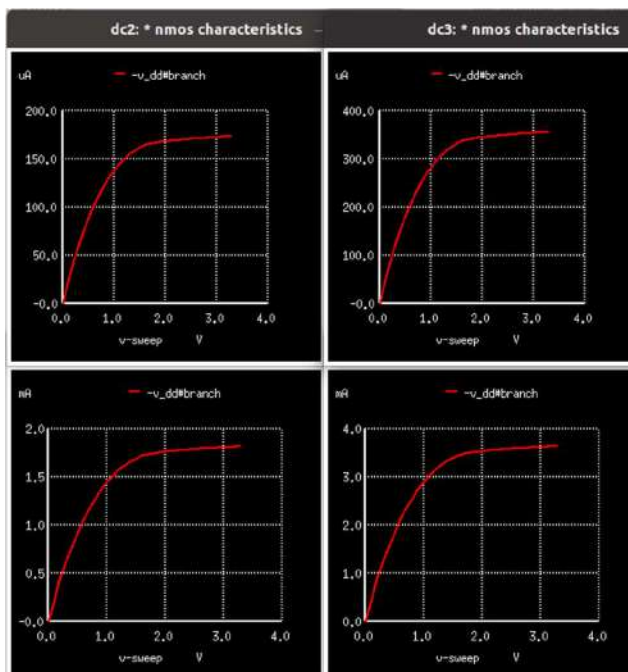 dc2: * nmos characteristics –
dc3: * nmos characteristics
uA
-v_dd#branch
200.0
150.0
100.0
50.0
-0.0
0.0 1.0 2.0 3.0 4.0
v-sweep V
uA
-v_dd#branch
400.0
300.0
200.0
100.0
-0.0
0.0 1.0 2.0 3.0 4.0
v-sweep V
mA
-v_dd#branch
2.0
1.5
1.0
0.5
-0.0
0.0 1.0 2.0 3.0 4.0
v-sweep V
mA
-v_dd#branch
4.0
3.0
2.0
1.0
-0.0
0.0 1.0 2.0 3.0 4.0
v-sweep V